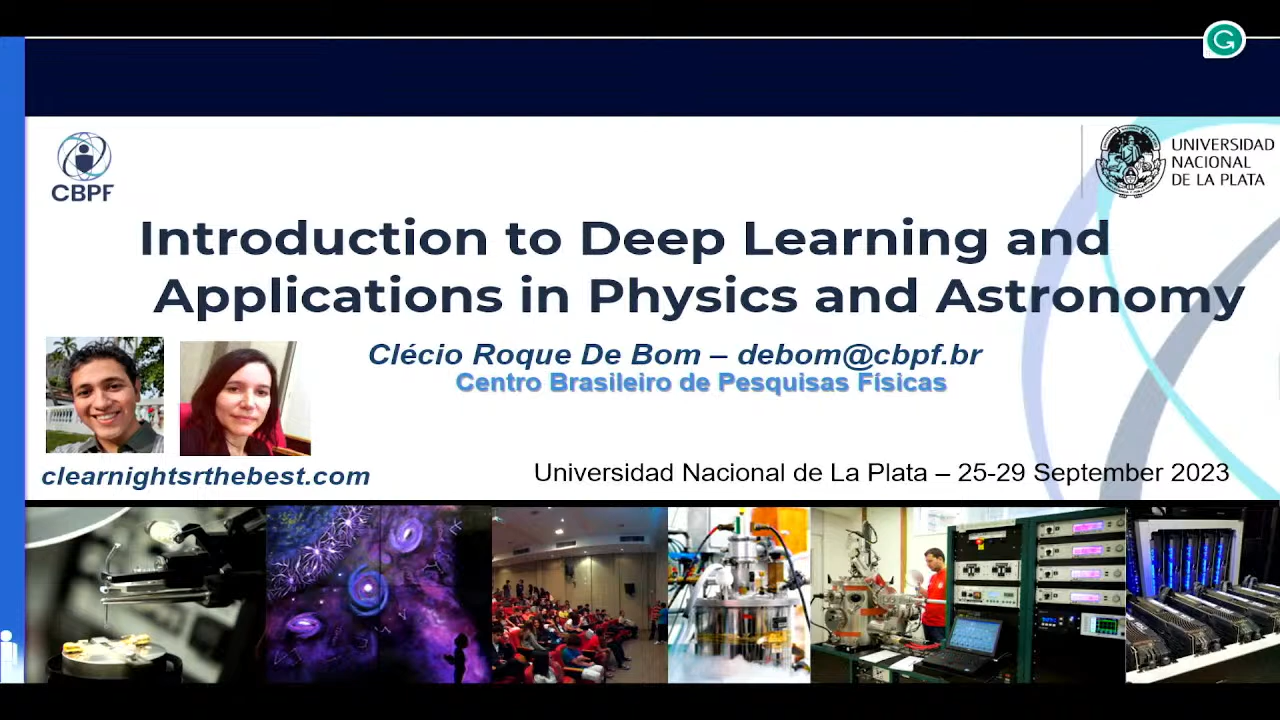 CBPF
UNIVERSIDAD
NACIONAL
DE LA PLATA
Introduction to Deep Learning and
Applications in Physics and Astronomy
Clécio Roque De Bom – debom@cbpf.br
Centro Brasileiro de Pesquisas Físicas
clearnightsrthebest.com
Universidad Nacional de La Plata – 25-29 September 2023